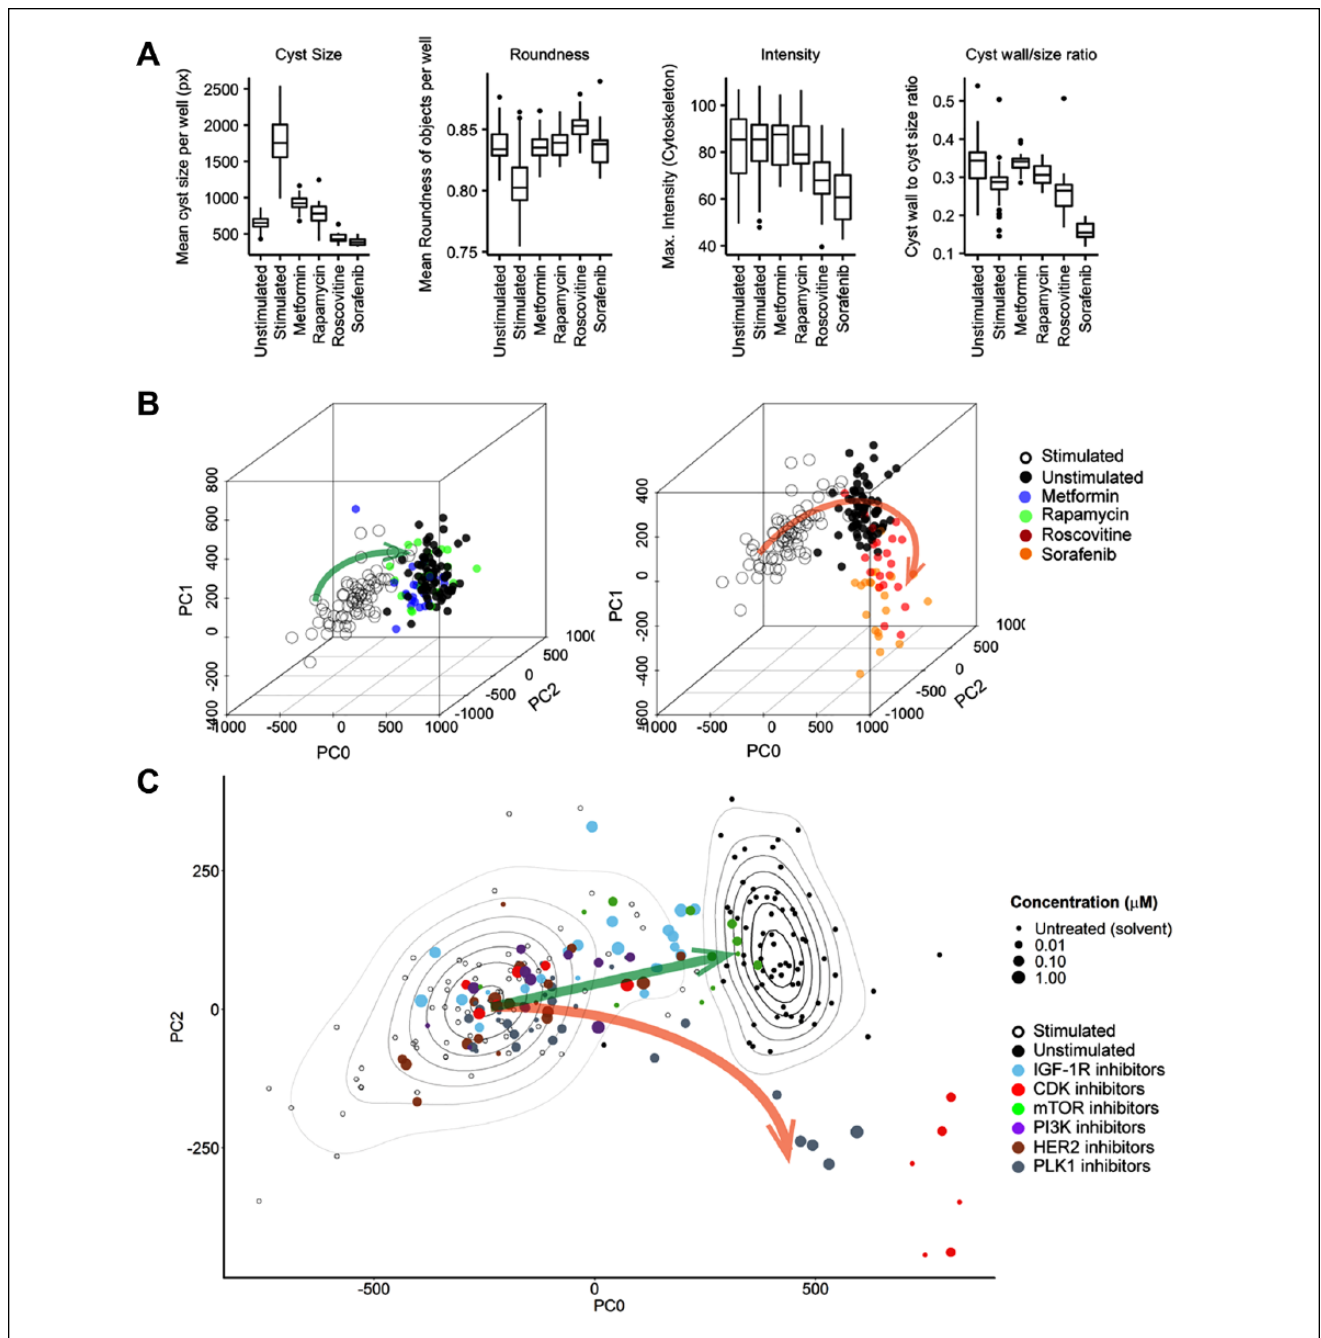 A
Cyst Size
Mean cyst size per well (px)
2500
2000
1500
1000
500
Unstimulated
Stimulated
Metformin
Rapamycin
Roscovitine
Sorafenib
Roundness
Mean Roundness of objects per well
0.85
0.80
0.75
Unstimulated
Stimulated
Metformin
Rapamycin
Roscovitine
Sorafenib
Intensity
Max. Intensity (Cytoskeleton)
100
80
60
40
Unstimulated
Stimulated
Metformin
Rapamycin
Roscovitine
Sorafenib
Cyst wall/size ratio
Cyst wall to cyst size ratio
0.5
0.4
0.3
0.2
0.1
Unstimulated
Stimulated
Metformin
Rapamycin
Roscovitine
Sorafenib
B
PC1
800
600
400
200
0
-200
-400
-1000
-500
0
500
1000
PC0
-1000
-500
0
500
1000
PC2
PC1
400
200
0
-200
-400
-600
-1000
-500
0
500
1000
PC0
-1000
-500
0
500
1000
PC2
Stimulated
Unstimulated
Metformin
Rapamycin
Roscovitine
Sorafenib
C
PC2
250
0
-250
-500
0
500
PC0
Concentration (µM)
Untreated (solvent)
0.01
0.10
1.00
Stimulated
Unstimulated
IGF-1R inhibitors
CDK inhibitors
mTOR inhibitors
PI3K inhibitors
HER2 inhibitors
PLK1 inhibitors